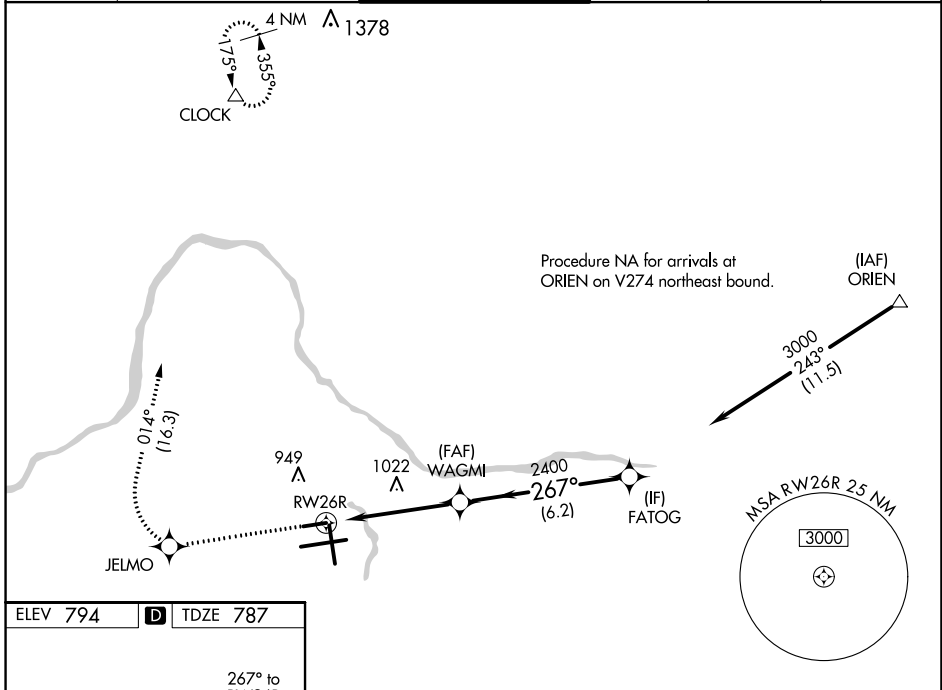 4 NM
1378
175°
355°
CLOCK
Procedure NA for arrivals at
ORIEN on V274 northeast bound.
(IAF)
ORIEN
3000
243°
(11.5)
014°
(16.3)
949
1022
(FAF)
WAGMI
2400
267°
(6.2)
(IF)
FATOG
RW26R
JELMO
MSA RW26R 25 NM
3000
ELEV 794 D TDZE 787
267° to